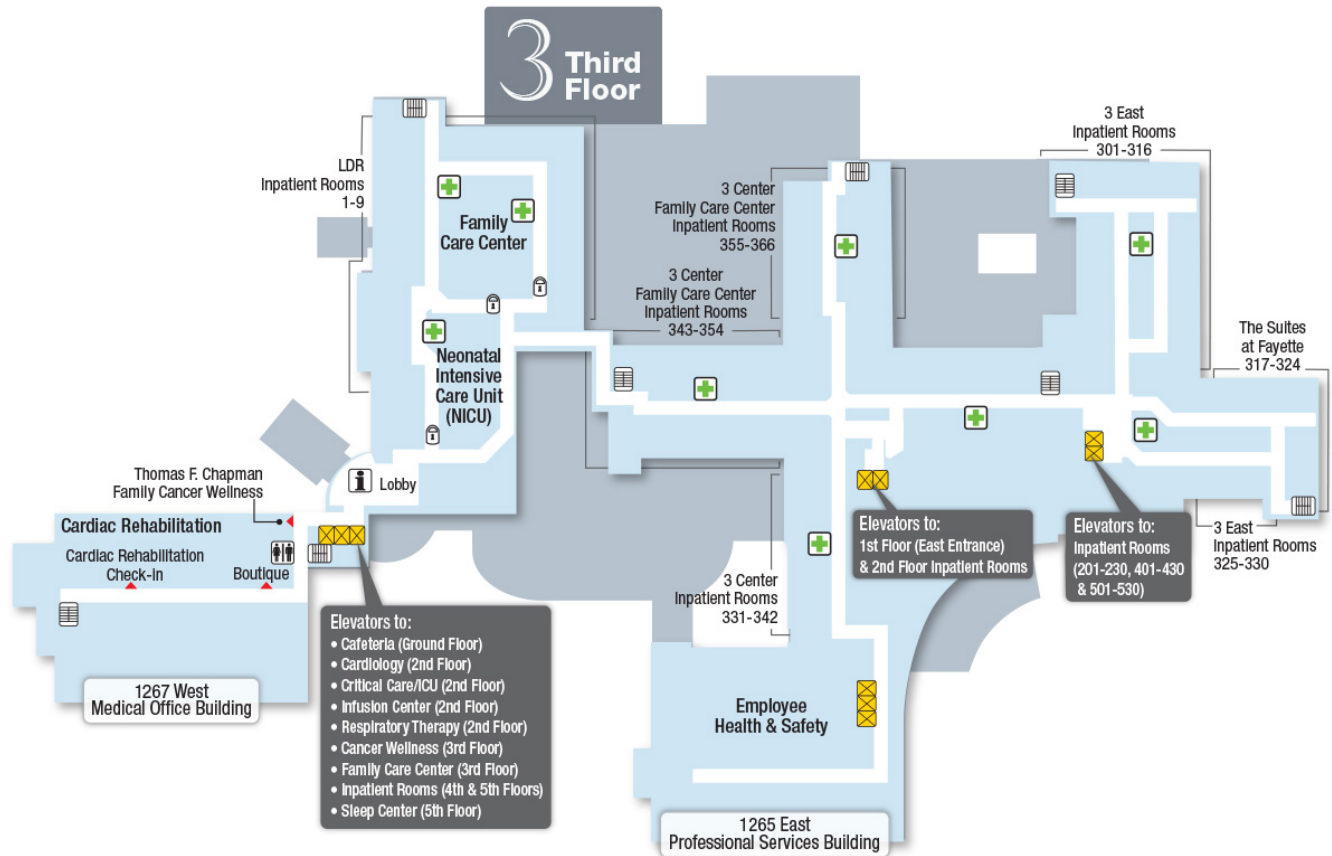 3 Third
Floor
LDR
Inpatient Rooms
1-9
Family
Care Center
Neonatal
Intensive
Care Unit
(NICU)
3 Center
Family Care Center
Inpatient Rooms
355-366
3 Center
Family Care Center
Inpatient Rooms
343-354
3 East
Inpatient Rooms
301-316
The Suites
at Fayette
317-324
Thomas F. Chapman
Family Cancer Wellness
i Lobby
Cardiac Rehabilitation
Cardiac Rehabilitation
Check-in
Boutique
1267 West
Medical Office Building
Elevators to:
• Cafeteria (Ground Floor)
• Cardiology (2nd Floor)
• Critical Care/ICU (2nd Floor)
• Infusion Center (2nd Floor)
• Respiratory Therapy (2nd Floor)
• Cancer Wellness (3rd Floor)
• Family Care Center (3rd Floor)
• Inpatient Rooms (4th & 5th Floors)
• Sleep Center (5th Floor)
Elevators to:
1st Floor (East Entrance)
& 2nd Floor Inpatient Rooms
Elevators to:
Inpatient Rooms
(201-230, 401-430
& 501-530)
3 East
Inpatient Rooms
325-330
3 Center
Inpatient Rooms
331-342
Employee
Health & Safety
1265 East
Professional Services Building